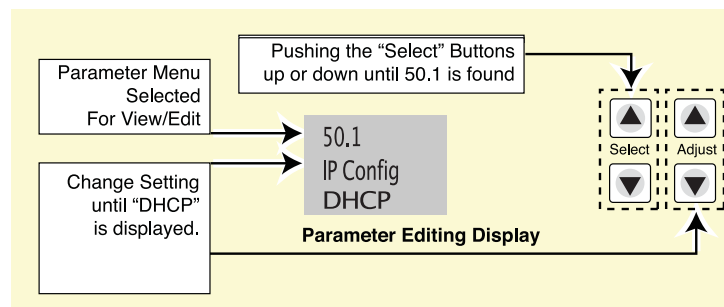 Pushing the “Select” Buttons
up or down until 50.1 is found
Parameter Menu
Selected
For View/Edit
50.1
IP Config
DHCP
Select
Adjust
Change Setting
until “DHCP”
is displayed.
Parameter Editing Display